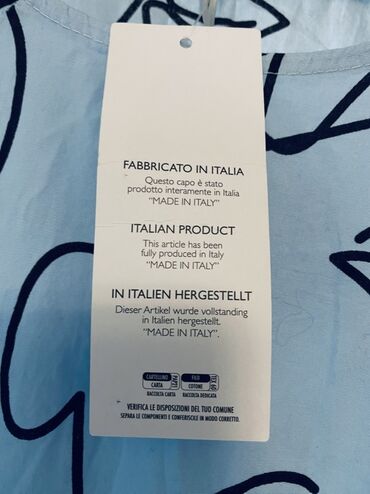 FABBRICATO IN ITALIA
Questo capo è stato
prodotto interamente in Italia
"MADE IN ITALY"
ITALIAN PRODUCT
This article has been
fully produced in Italy
"MADE IN ITALY"
IN ITALIEN HERGESTELLT
Dieser Artikel wurde vollstanding
in Italien hergestellt.
"MADE IN ITALY".
CARTELLINO
CARTA
RACCOLTA CARTA
FILO
COTONE
RACCOLTA DEDICATA
VERIFICA LE DISPOSIZIONI DEL TUO COMUNE
SEPARA LE COMPONENTI E CONFERISCILE IN MODO CORRETTO.